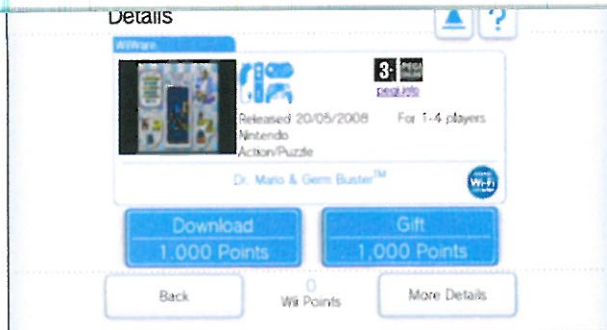 Details
?
WiiWare
3+ PEGI ONLINE
pegi.info
Released 20/05/2008 For 1-4 players
Nintendo
Action/Puzzle
Dr. Mario & Germ Buster™
Wi-Fi
Download
1,000 Points
Gift
1,000 Points
0
Back
Wii Points
More Details